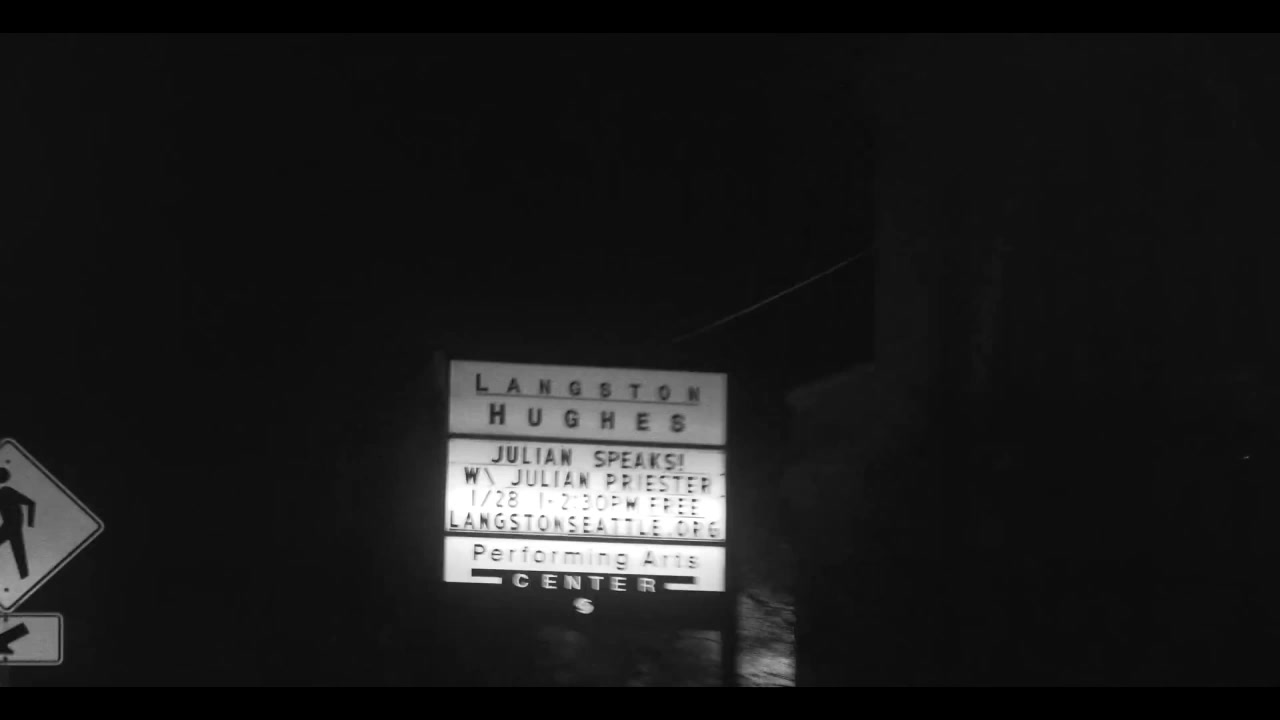 LANGSTON
HUGHES
JULIAN SPEAKS!
W\ JULIAN PRIESTER
1/28 1-2:30PM FREE
LANGSTONSEATTLE.ORG
Performing Arts
CENTER